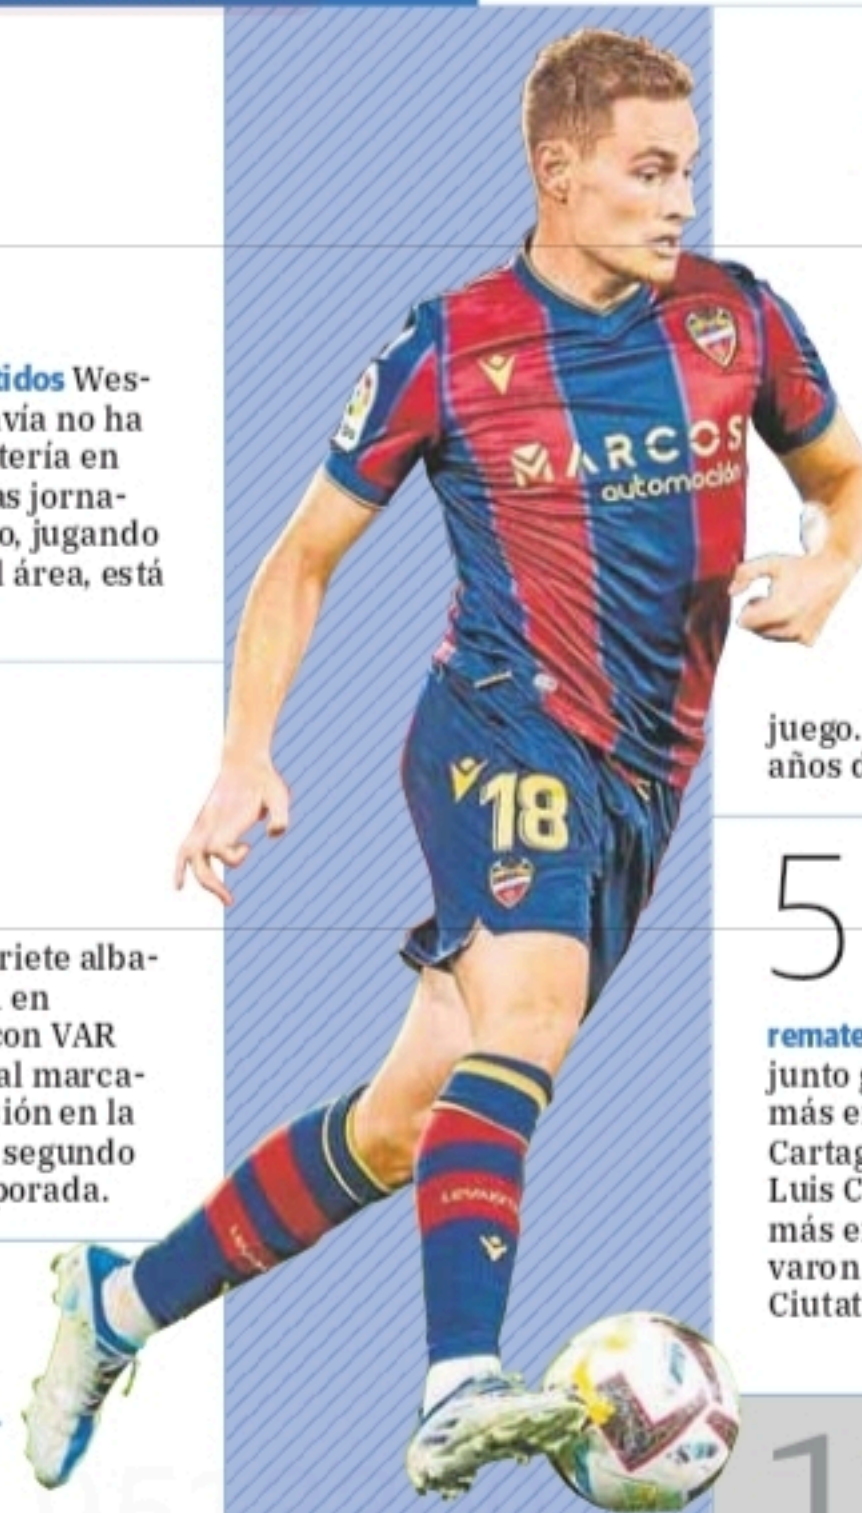 tidos Wes-
vía no ha
tería en
as jorna-
o, jugando
l área, está
riete alba-
en
con VAR
al marca-
ión en la
segundo
porada.
MARCOS
automoción
18
LEVANTE
juego.
años d
5
remate
junto g
más e
Cartag
Luis C
más e
varon
Ciutat
1